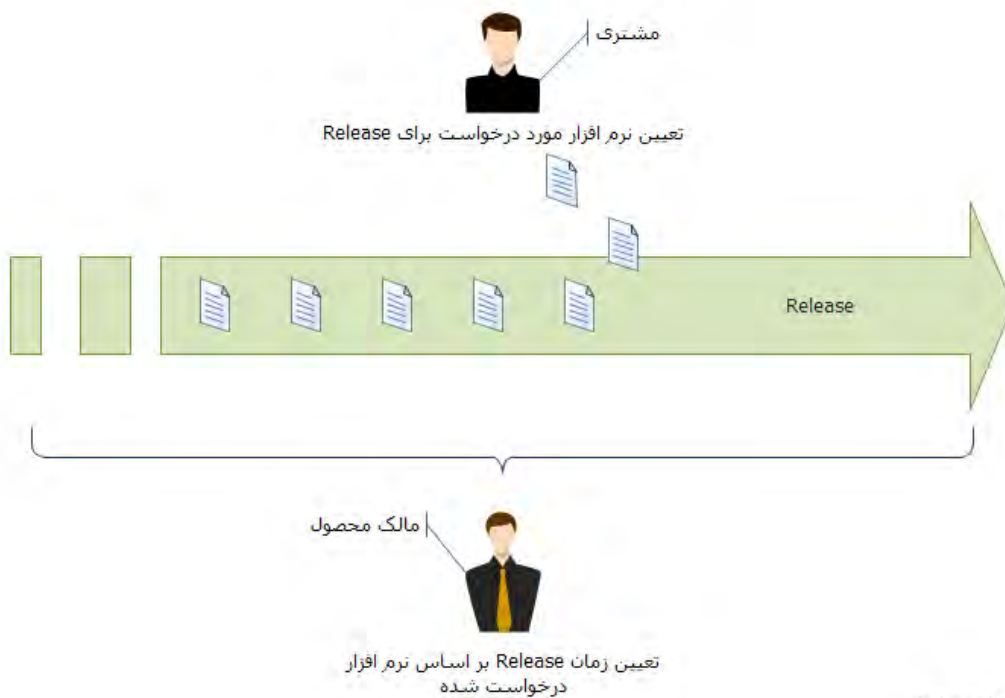 مشتری
تعیین نرم افزار مورد درخواست برای Release
Release
مالک محصول
تعیین زمان Release بر اساس نرم افزار
درخواست شده